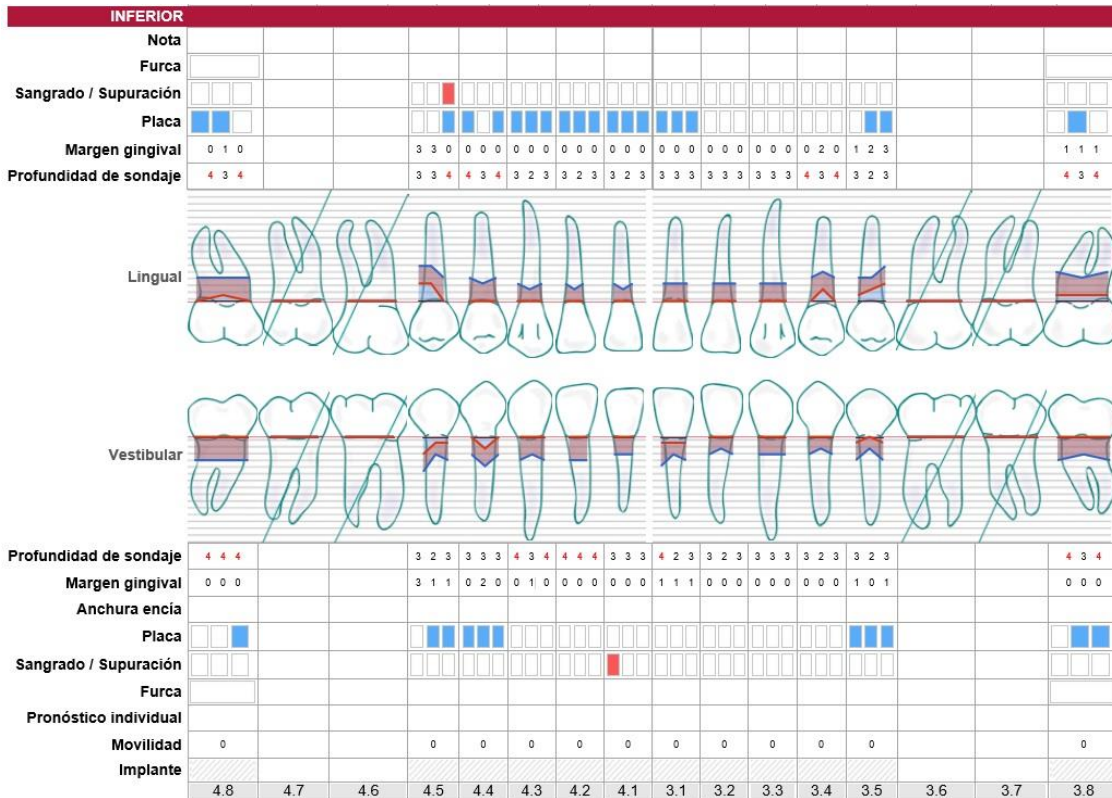 INFERIOR
Nota
Furca
Sangrado / Supuración
Placa
Margen gingival 0 1 0 3 3 0 0 0 0 0 0 0 0 0 0 0 0 0 0 0 0 0 0 0 0 0 0 0 2 0 1 2 3 1 1 1
Profundidad de sondaje 4 3 4 3 3 4 4 3 4 3 2 3 3 2 3 3 2 3 3 3 3 3 3 3 3 3 3 4 3 4 3 2 3 4 3 4
Lingual
Vestibular
Profundidad de sondaje 4 4 4 3 2 3 3 3 3 4 3 4 4 4 4 3 3 3 4 2 3 3 2 3 3 3 3 3 2 3 3 2 3 4 3 4
Margen gingival 0 0 0 3 1 1 0 2 0 0 1 0 0 0 0 0 0 0 1 1 1 0 0 0 0 0 0 0 0 0 1 0 1 0 0 0
Anchura encía
Placa
Sangrado / Supuración
Furca
Pronóstico individual
Movilidad 0 0 0 0 0 0 0 0 0 0 0 0
Implante
4.8 4.7 4.6 4.5 4.4 4.3 4.2 4.1 3.1 3.2 3.3 3.4 3.5 3.6 3.7 3.8